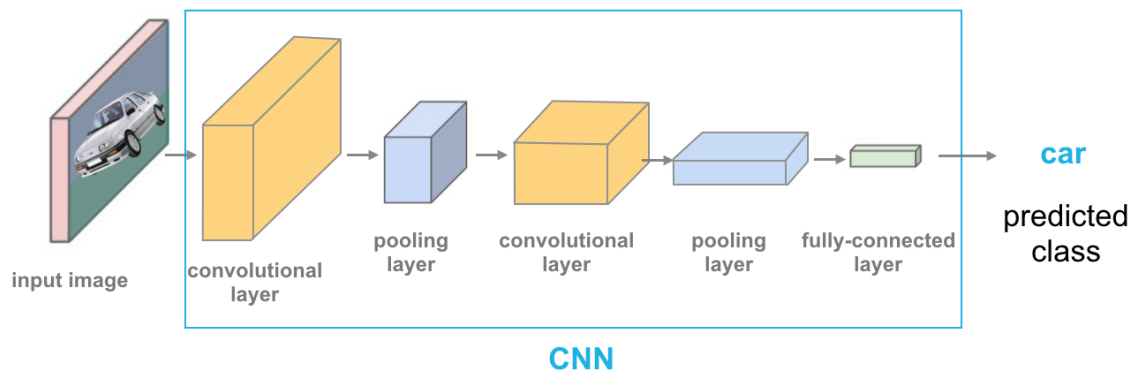 input image
convolutional
layer
pooling
layer
convolutional
layer
pooling
layer
fully-connected
layer
car
predicted
class
CNN